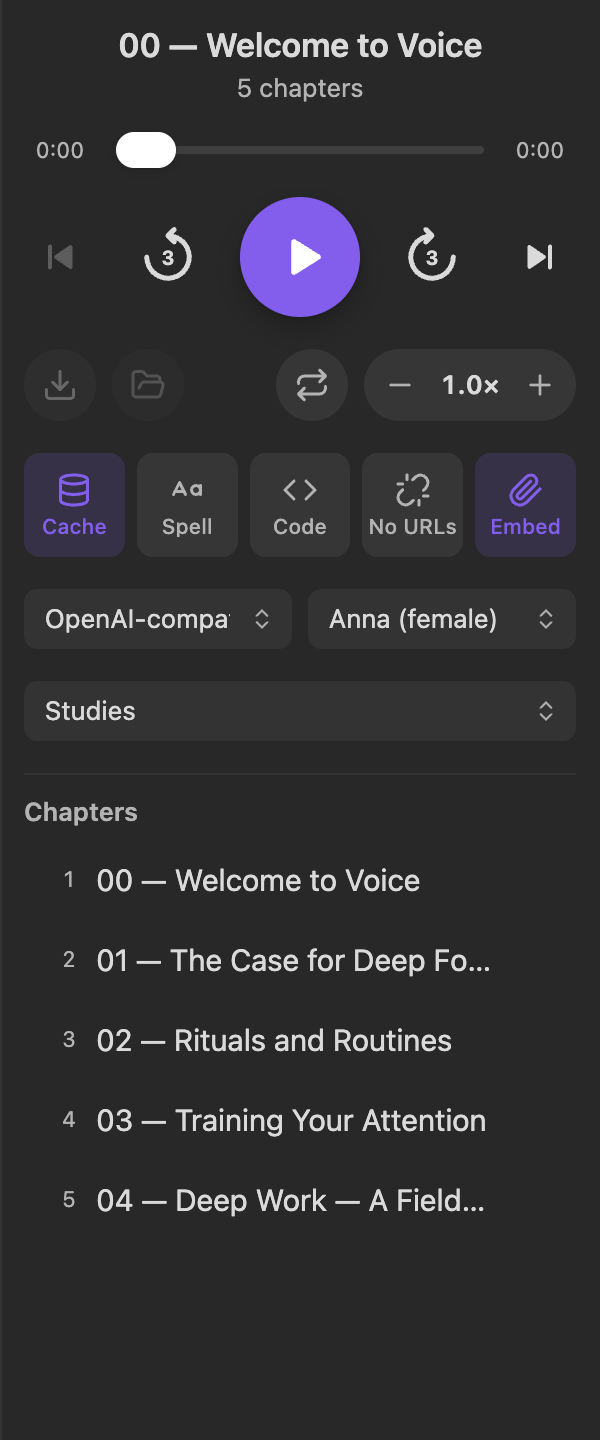 00 — Welcome to Voice
5 chapters
0:00
0:00
3
3
1.0×
Aa
Cache
Spell
Code
No URLs
Embed
OpenAI-compa
Anna (female)
Studies
Chapters
1 00 — Welcome to Voice
2 01 — The Case for Deep Fo...
3 02 — Rituals and Routines
4 03 — Training Your Attention
5 04 — Deep Work — A Field...